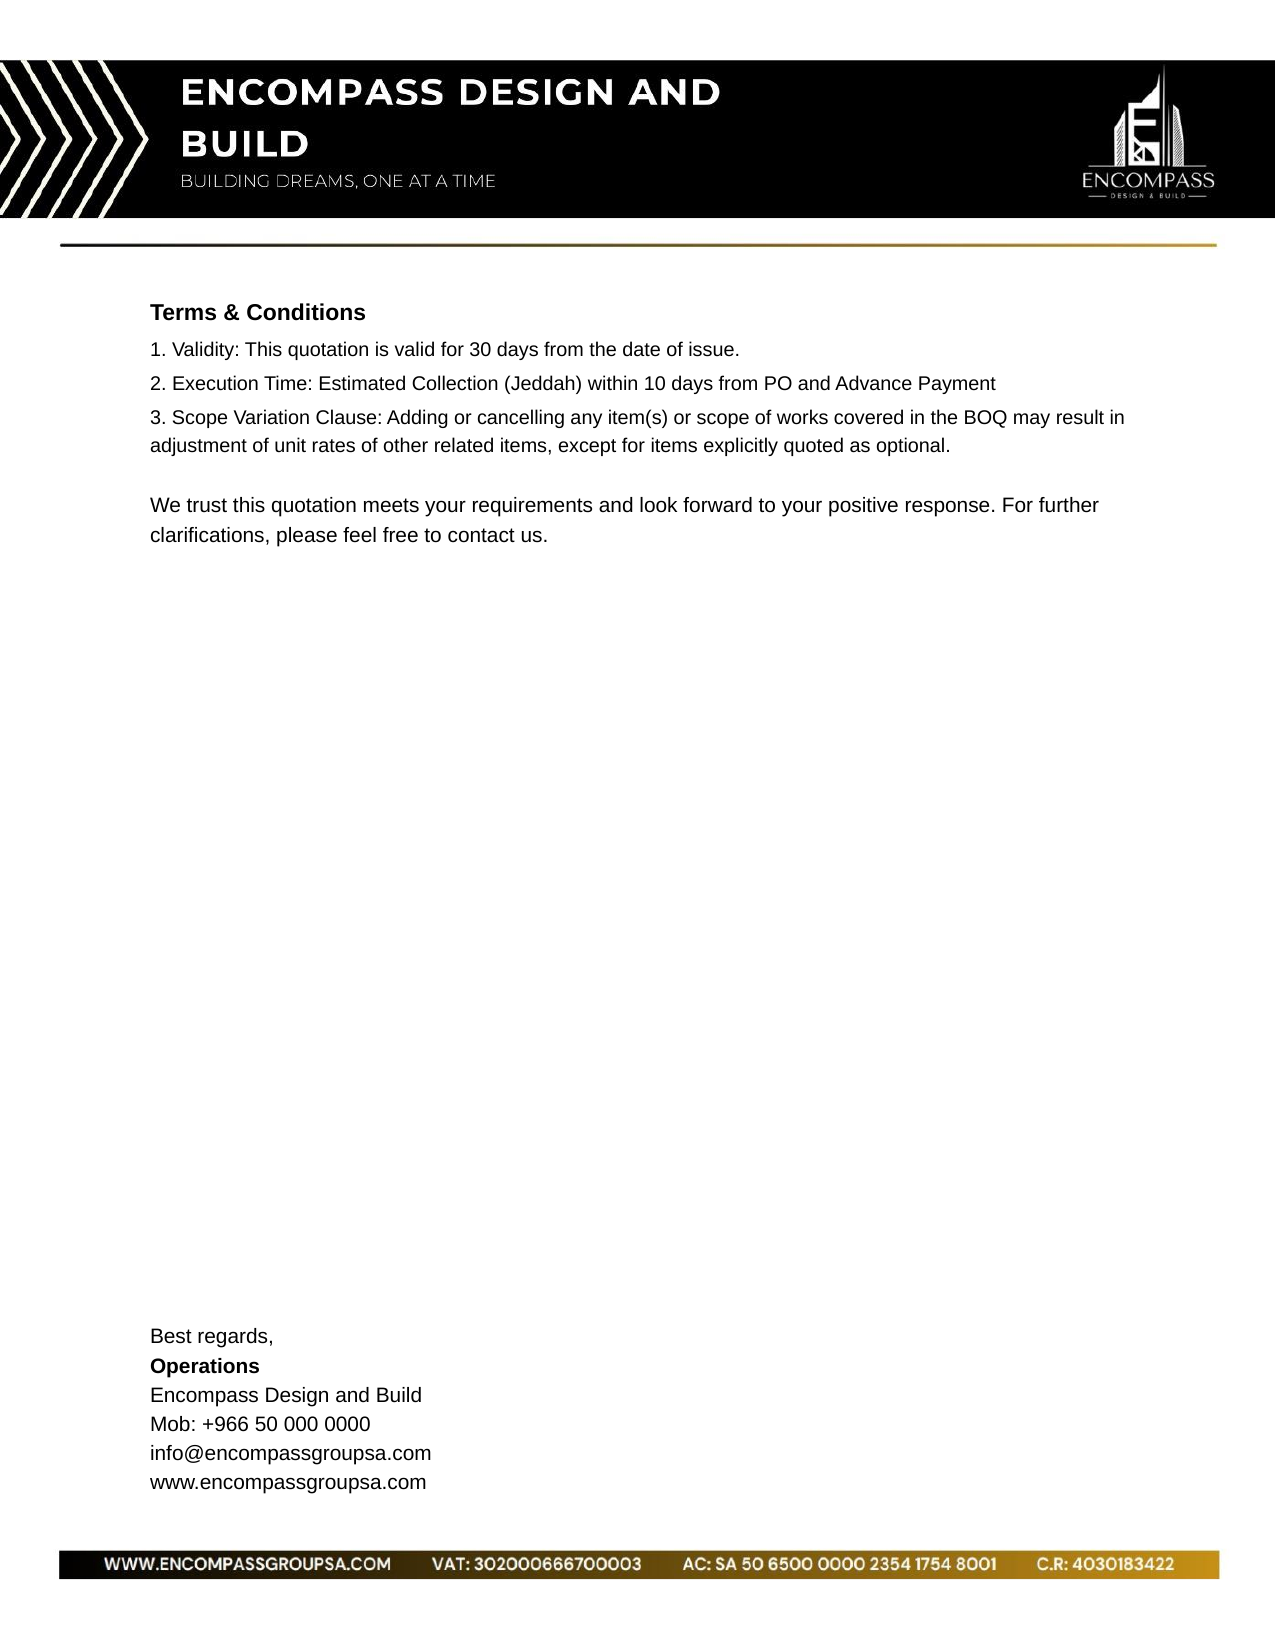 ENCOMPASS DESIGN AND
BUILD
BUILDING DREAMS, ONE AT A TIME
E
ENCOMPASS
DESIGN & BUILD
Terms & Conditions
1. Validity: This quotation is valid for 30 days from the date of issue.
2. Execution Time: Estimated Collection (Jeddah) within 10 days from PO and Advance Payment
3. Scope Variation Clause: Adding or cancelling any item(s) or scope of works covered in the BOQ may result in
adjustment of unit rates of other related items, except for items explicitly quoted as optional.
We trust this quotation meets your requirements and look forward to your positive response. For further
clarifications, please feel free to contact us.
Best regards,
Operations
Encompass Design and Build
Mob: +966 50 000 0000
info@encompassgroupsa.com
www.encompassgroupsa.com
WWW.ENCOMPASSGROUPSA.COM VAT: 302000666700003 AC: SA 50 6500 0000 2354 1754 8001 C.R: 4030183422